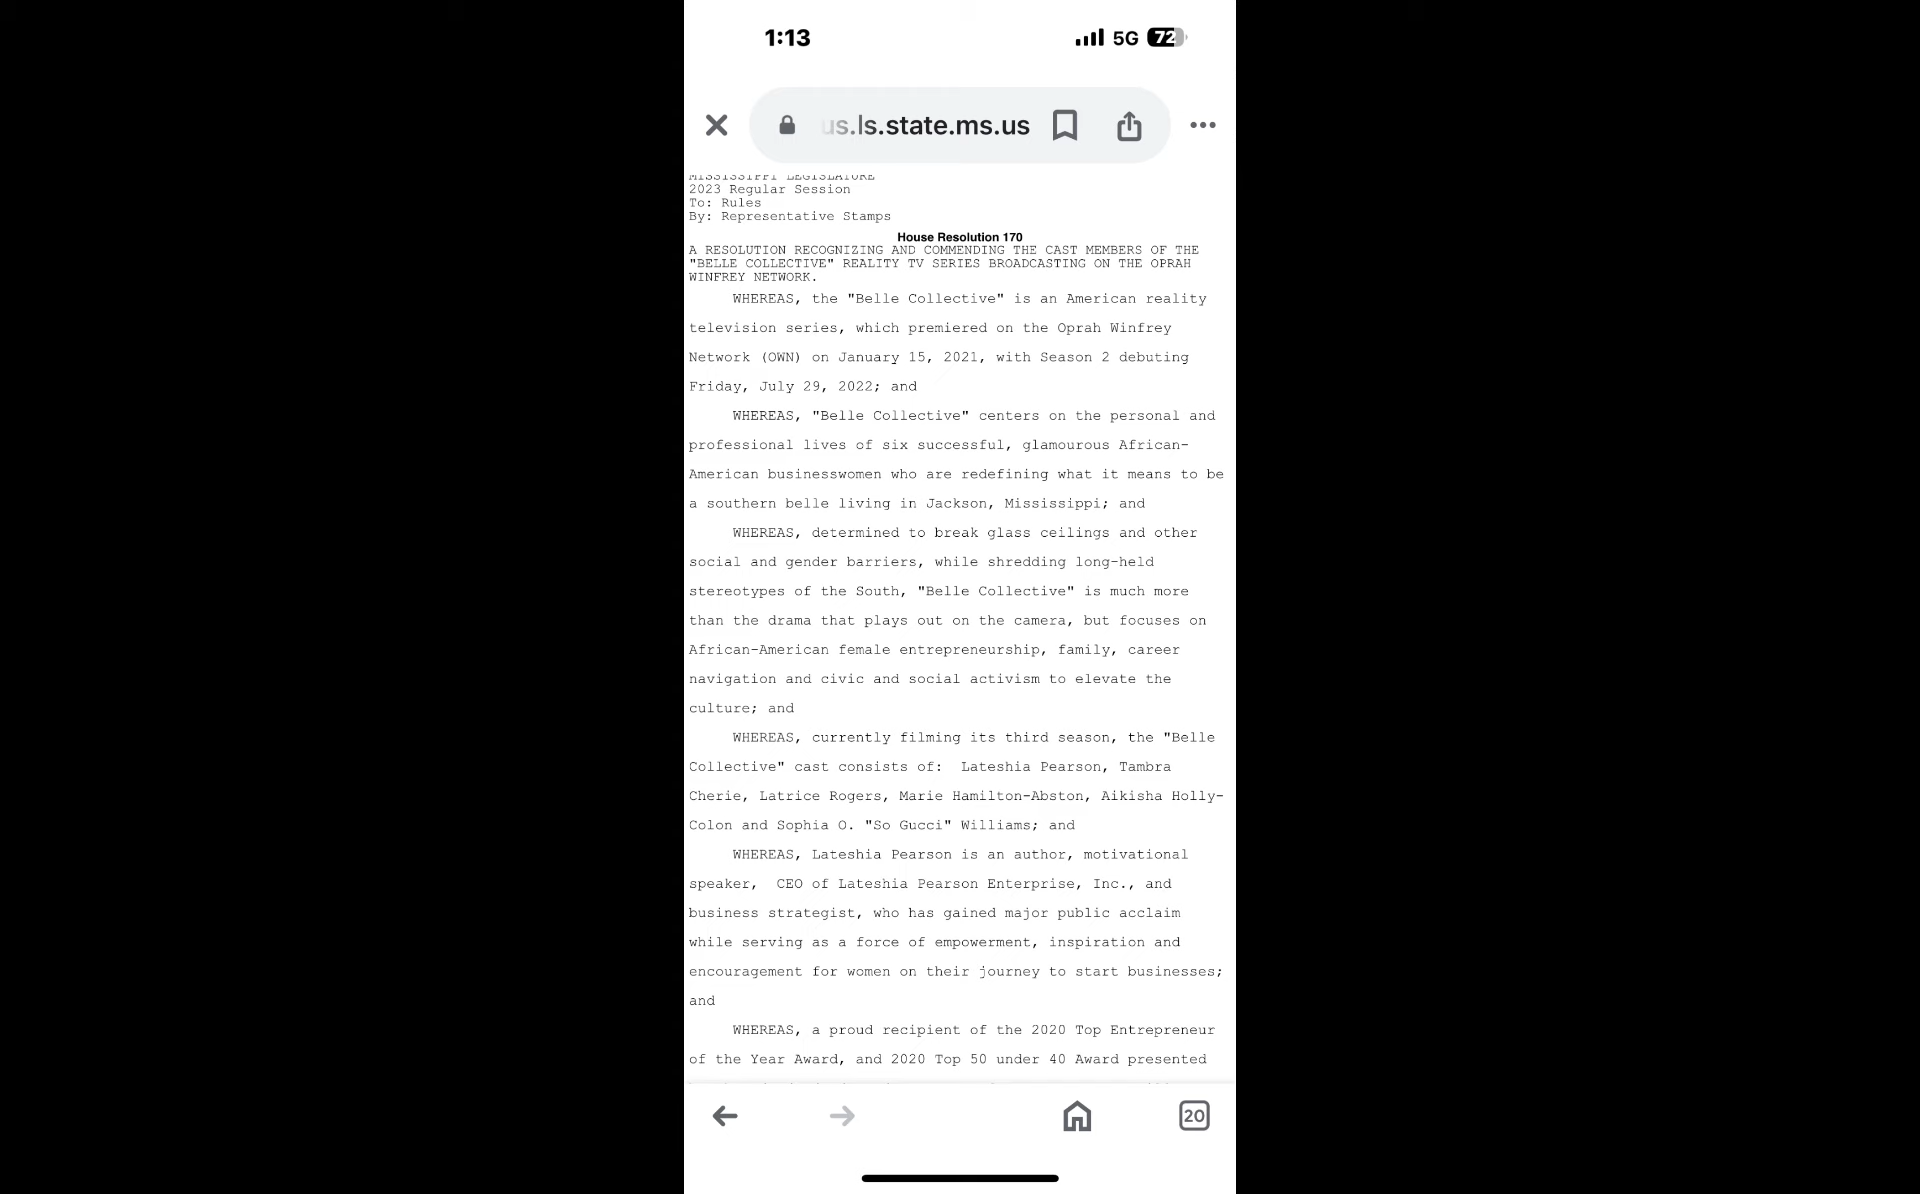 1:13
5G 72
us.ls.state.ms.us
MISSISSIPPI LEGISLATURE
2023 Regular Session
To: Rules
By: Representative Stamps
House Resolution 170
A RESOLUTION RECOGNIZING AND COMMENDING THE CAST MEMBERS OF THE
"BELLE COLLECTIVE" REALITY TV SERIES BROADCASTING ON THE OPRAH
WINFREY NETWORK.
WHEREAS, the "Belle Collective" is an American reality
television series, which premiered on the Oprah Winfrey
Network (OWN) on January 15, 2021, with Season 2 debuting
Friday, July 29, 2022; and
WHEREAS, "Belle Collective" centers on the personal and
professional lives of six successful, glamourous African-
American businesswomen who are redefining what it means to be
a southern belle living in Jackson, Mississippi; and
WHEREAS, determined to break glass ceilings and other
social and gender barriers, while shredding long-held
stereotypes of the South, "Belle Collective" is much more
than the drama that plays out on the camera, but focuses on
African-American female entrepreneurship, family, career
navigation and civic and social activism to elevate the
culture; and
WHEREAS, currently filming its third season, the "Belle
Collective" cast consists of:  Lateshia Pearson, Tambra
Cherie, Latrice Rogers, Marie Hamilton-Abston, Aikisha Holly-
Colon and Sophia O. "So Gucci" Williams; and
WHEREAS, Lateshia Pearson is an author, motivational
speaker,  CEO of Lateshia Pearson Enterprise, Inc., and
business strategist, who has gained major public acclaim
while serving as a force of empowerment, inspiration and
encouragement for women on their journey to start businesses;
and
WHEREAS, a proud recipient of the 2020 Top Entrepreneur
of the Year Award, and 2020 Top 50 under 40 Award presented
20